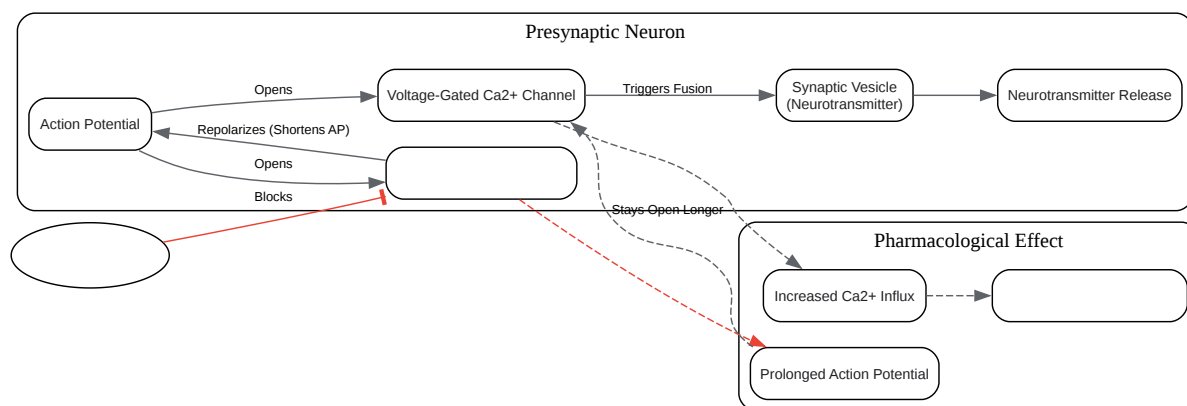 Presynaptic Neuron
Opens
Voltage-Gated Ca2+ Channel
Triggers Fusion
Synaptic Vesicle
(Neurotransmitter)
Neurotransmitter Release
Action Potential
Repolarizes (Shortens AP)
Opens
Blocks
Stays Open Longer
Pharmacological Effect
Increased Ca2+ Influx
Prolonged Action Potential